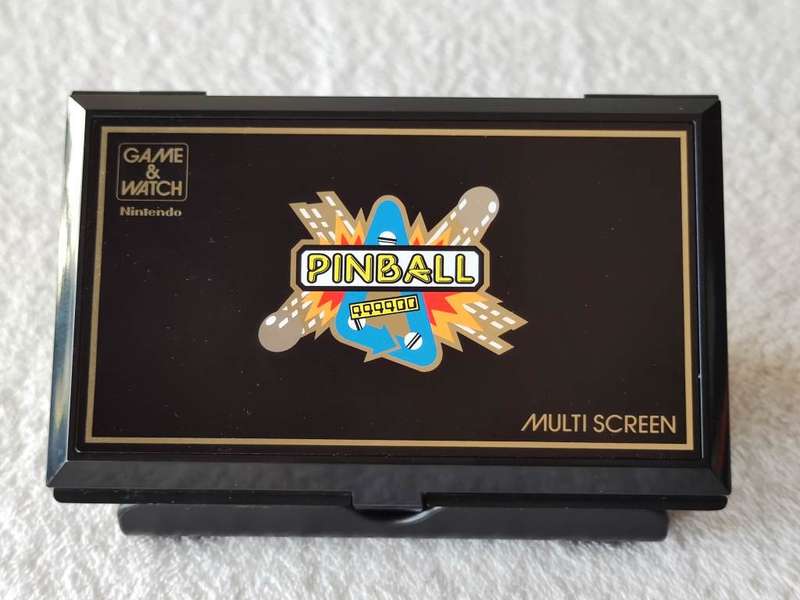 GAME
&
WATCH
Nintendo
PINBALL
999900
MULTI SCREEN